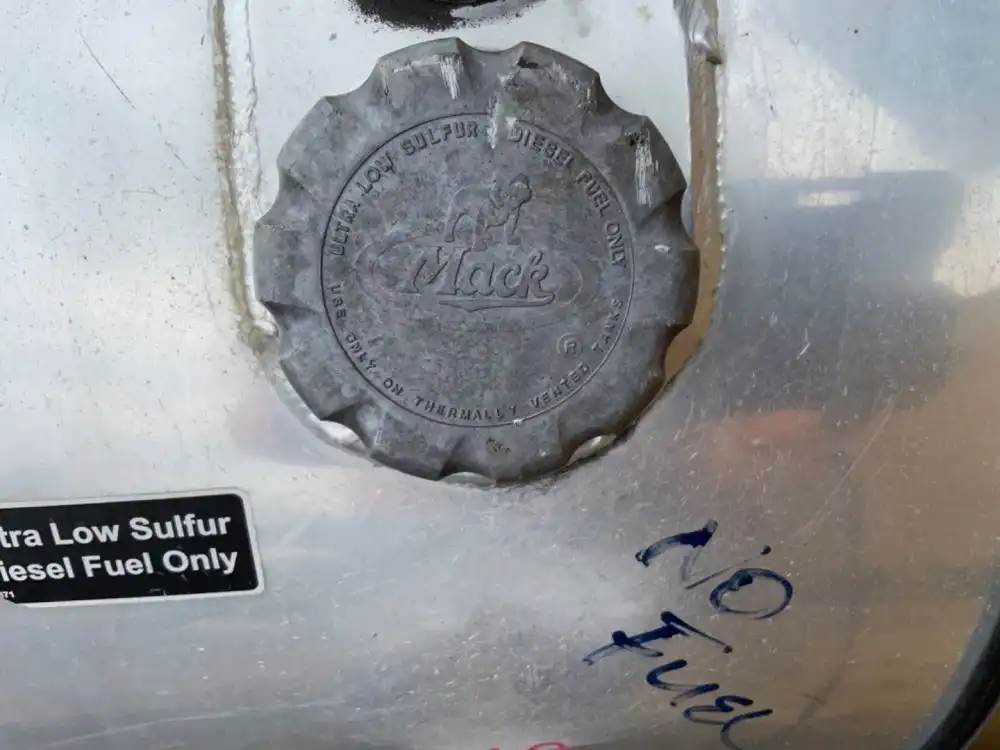 ULTRA LOW SULFUR DIESEL FUEL ONLY
Mack
®
USE ONLY ON THERMALLY VENTED TANKS
tra Low Sulfur
iesel Fuel Only
571
NO
FUEL